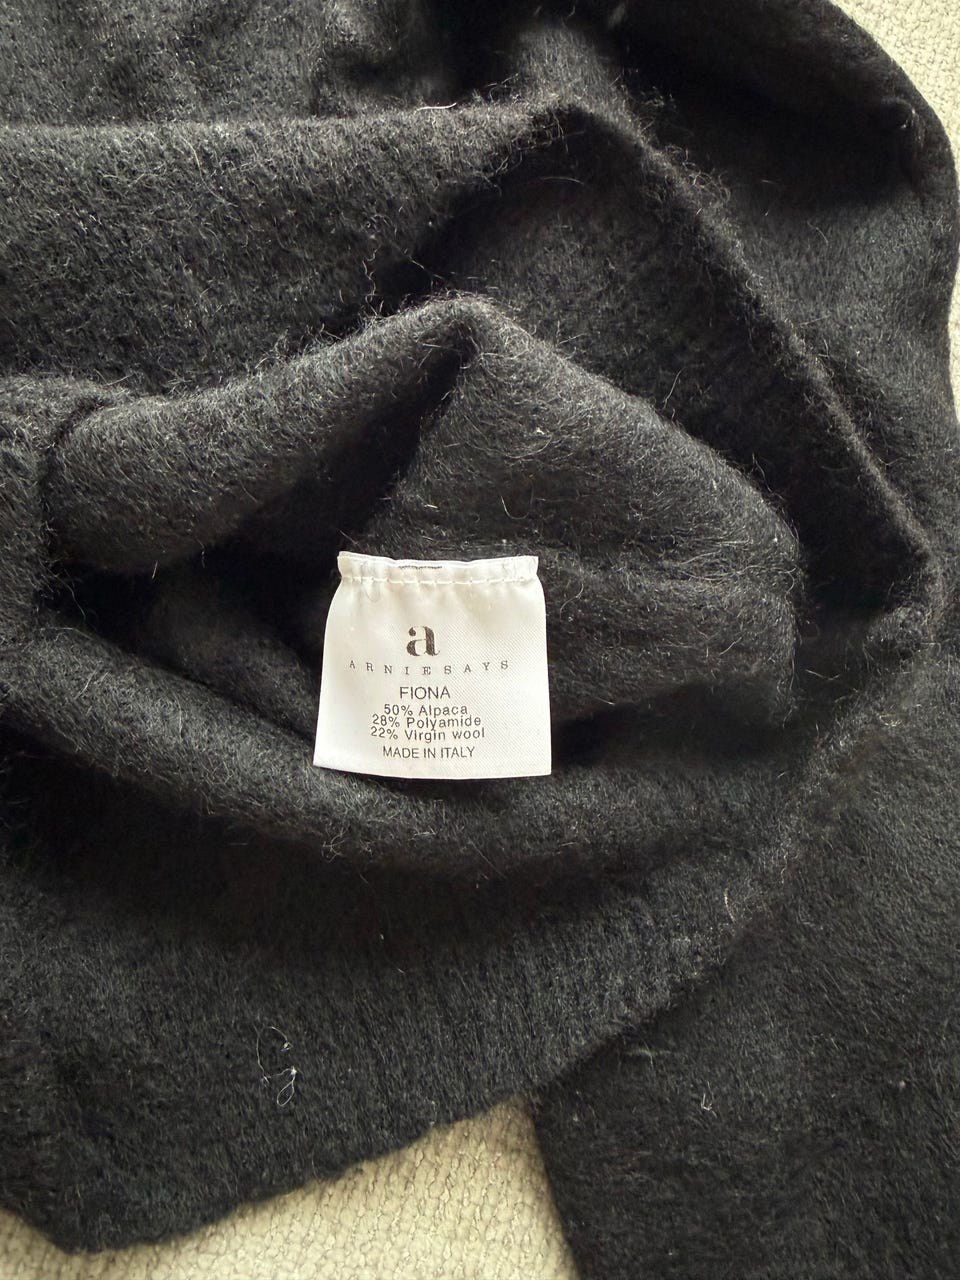 a
ARNIESAYS
FIONA
50% Alpaca
28% Polyamide
22% Virgin wool
MADE IN ITALY